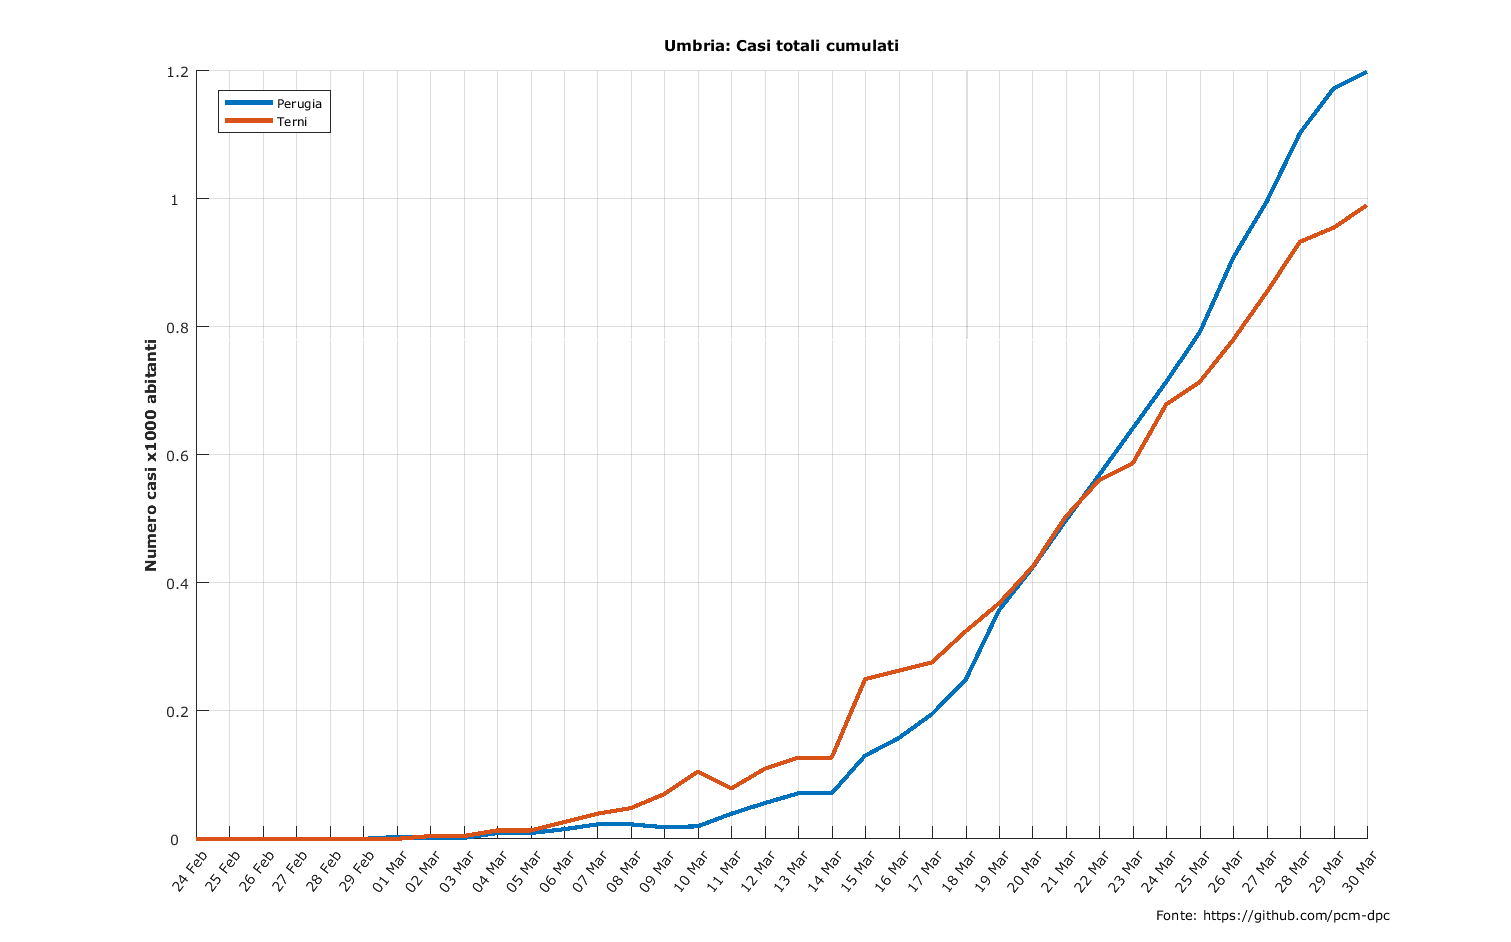 Umbria: Casi totali cumulati
Perugia
Terni
Numero casi x1000 abitanti
1.2
1
0.8
0.6
0.4
0.2
0
24 Feb
25 Feb
26 Feb
27 Feb
28 Feb
29 Feb
01 Mar
02 Mar
03 Mar
04 Mar
05 Mar
06 Mar
07 Mar
08 Mar
09 Mar
10 Mar
11 Mar
12 Mar
13 Mar
14 Mar
15 Mar
16 Mar
17 Mar
18 Mar
19 Mar
20 Mar
21 Mar
22 Mar
23 Mar
24 Mar
25 Mar
26 Mar
27 Mar
28 Mar
29 Mar
30 Mar
Fonte: https://github.com/pcm-dpc